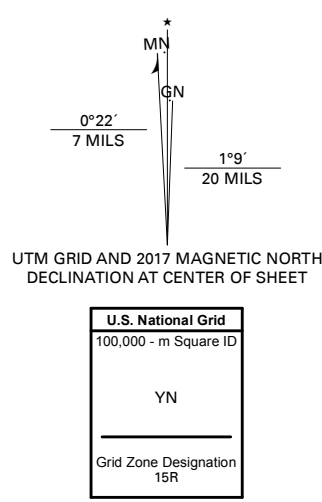 ★
MN
GN
0°22´
7 MILS
1°9´
20 MILS
UTM GRID AND 2017 MAGNETIC NORTH
DECLINATION AT CENTER OF SHEET
U.S. National Grid
100,000 - m Square ID
YN
Grid Zone Designation
15R